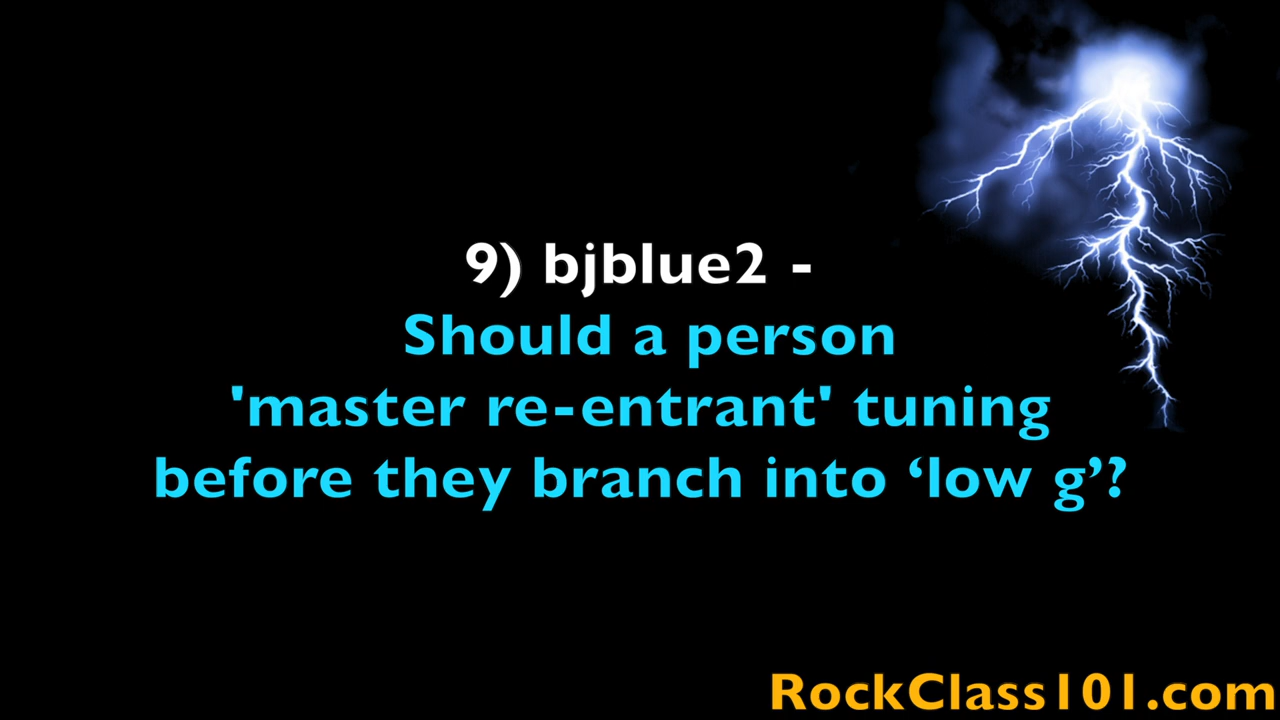 9) bjblue2 -
Should a person
'master re-entrant' tuning
before they branch into ‘low g’?
RockClass101.com